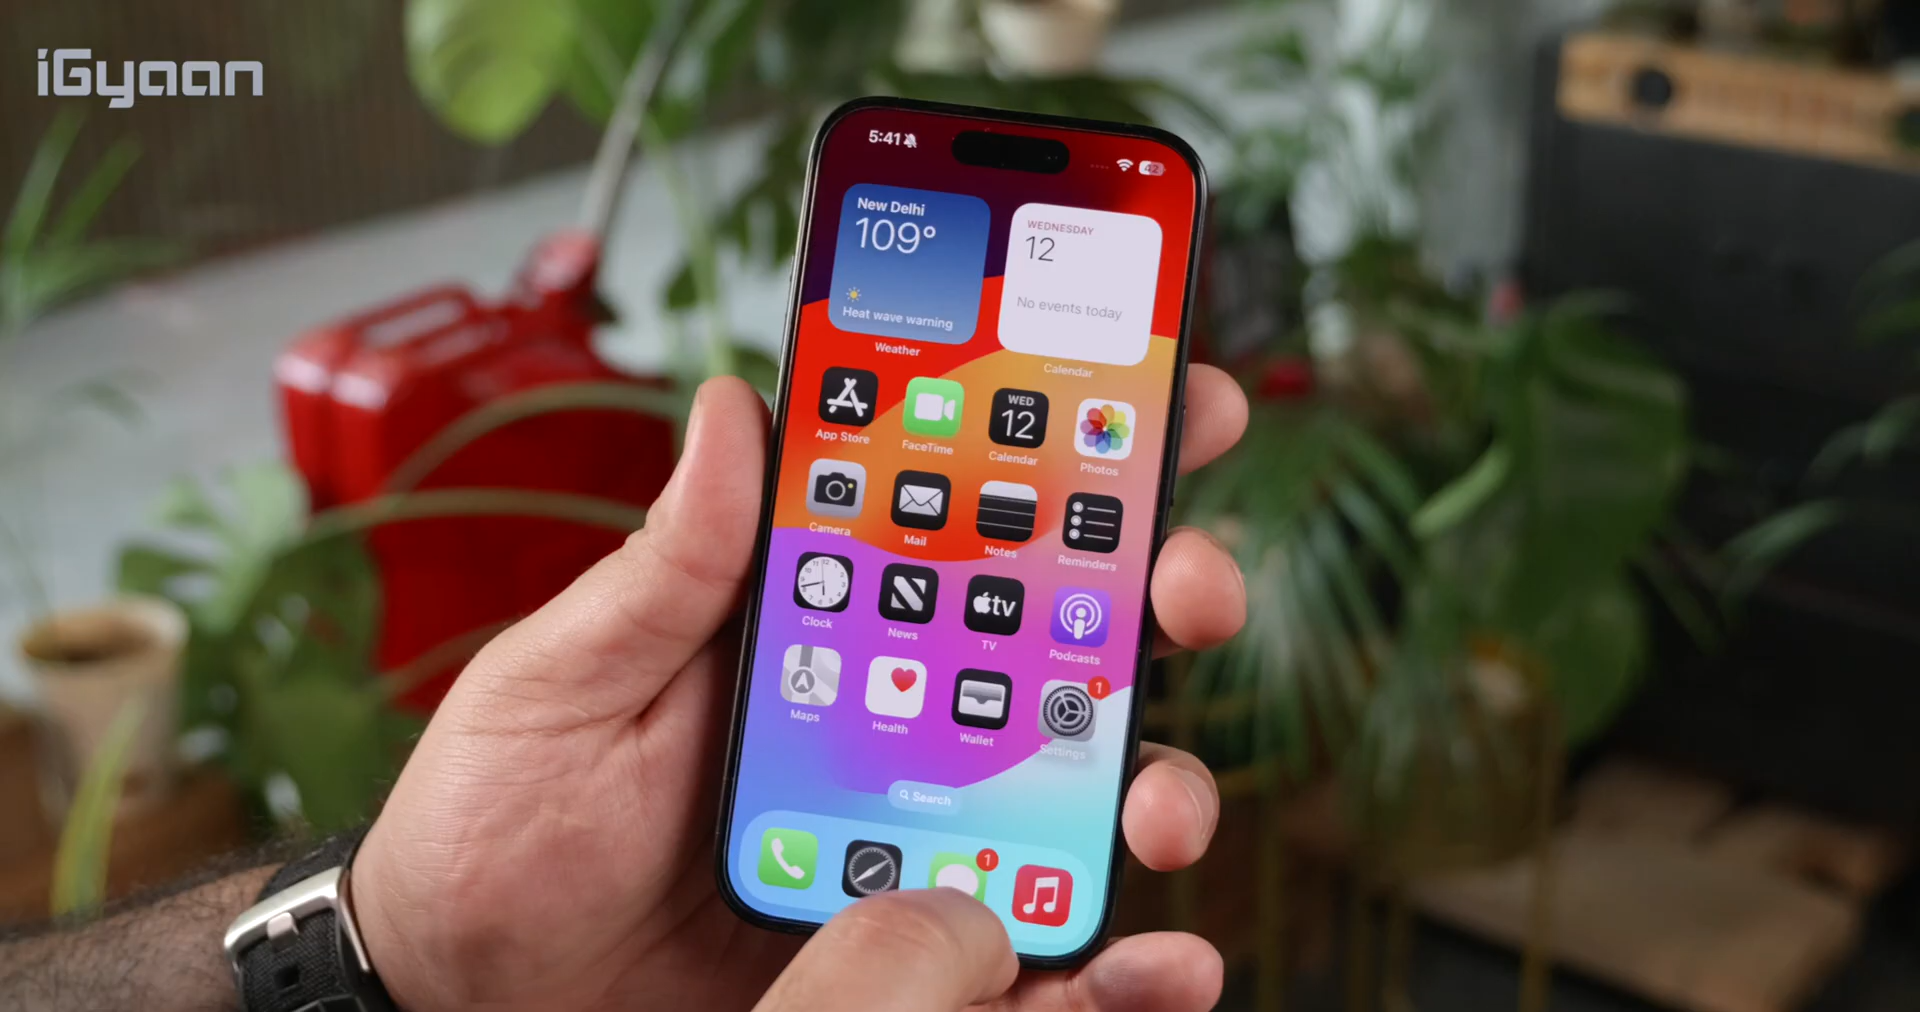 iGyaan
5:41
42
New Delhi
109°
Heat wave warning
Weather
WEDNESDAY
12
No events today
Calendar
App Store
FaceTime
WED
12
Calendar
Photos
Camera
Mail
Notes
Reminders
Clock
News
tv
TV
Podcasts
Maps
Health
Wallet
1
Settings
Search
1